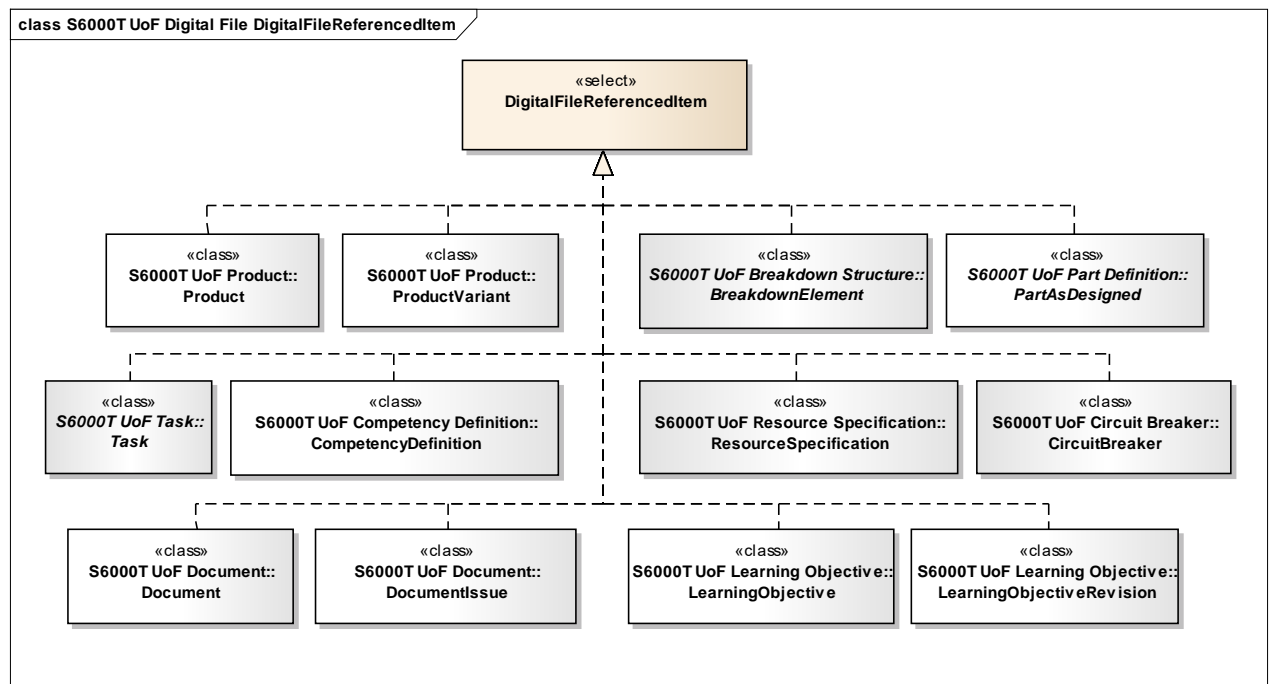 class S6000T UoF Digital File DigitalFileReferencedItem
«select»
DigitalFileReferencedItem
«class»
S6000T UoF Product::
Product
«class»
S6000T UoF Product::
ProductVariant
«class»
S6000T UoF Breakdown Structure::
BreakdownElement
«class»
S6000T UoF Part Definition::
PartAsDesigned
«class»
S6000T UoF Task::
Task
«class»
S6000T UoF Competency Definition::
CompetencyDefinition
«class»
S6000T UoF Resource Specification::
ResourceSpecification
«class»
S6000T UoF Circuit Breaker::
CircuitBreaker
«class»
S6000T UoF Document::
Document
«class»
S6000T UoF Document::
DocumentIssue
«class»
S6000T UoF Learning Objective::
LearningObjective
«class»
S6000T UoF Learning Objective::
LearningObjectiveRevision